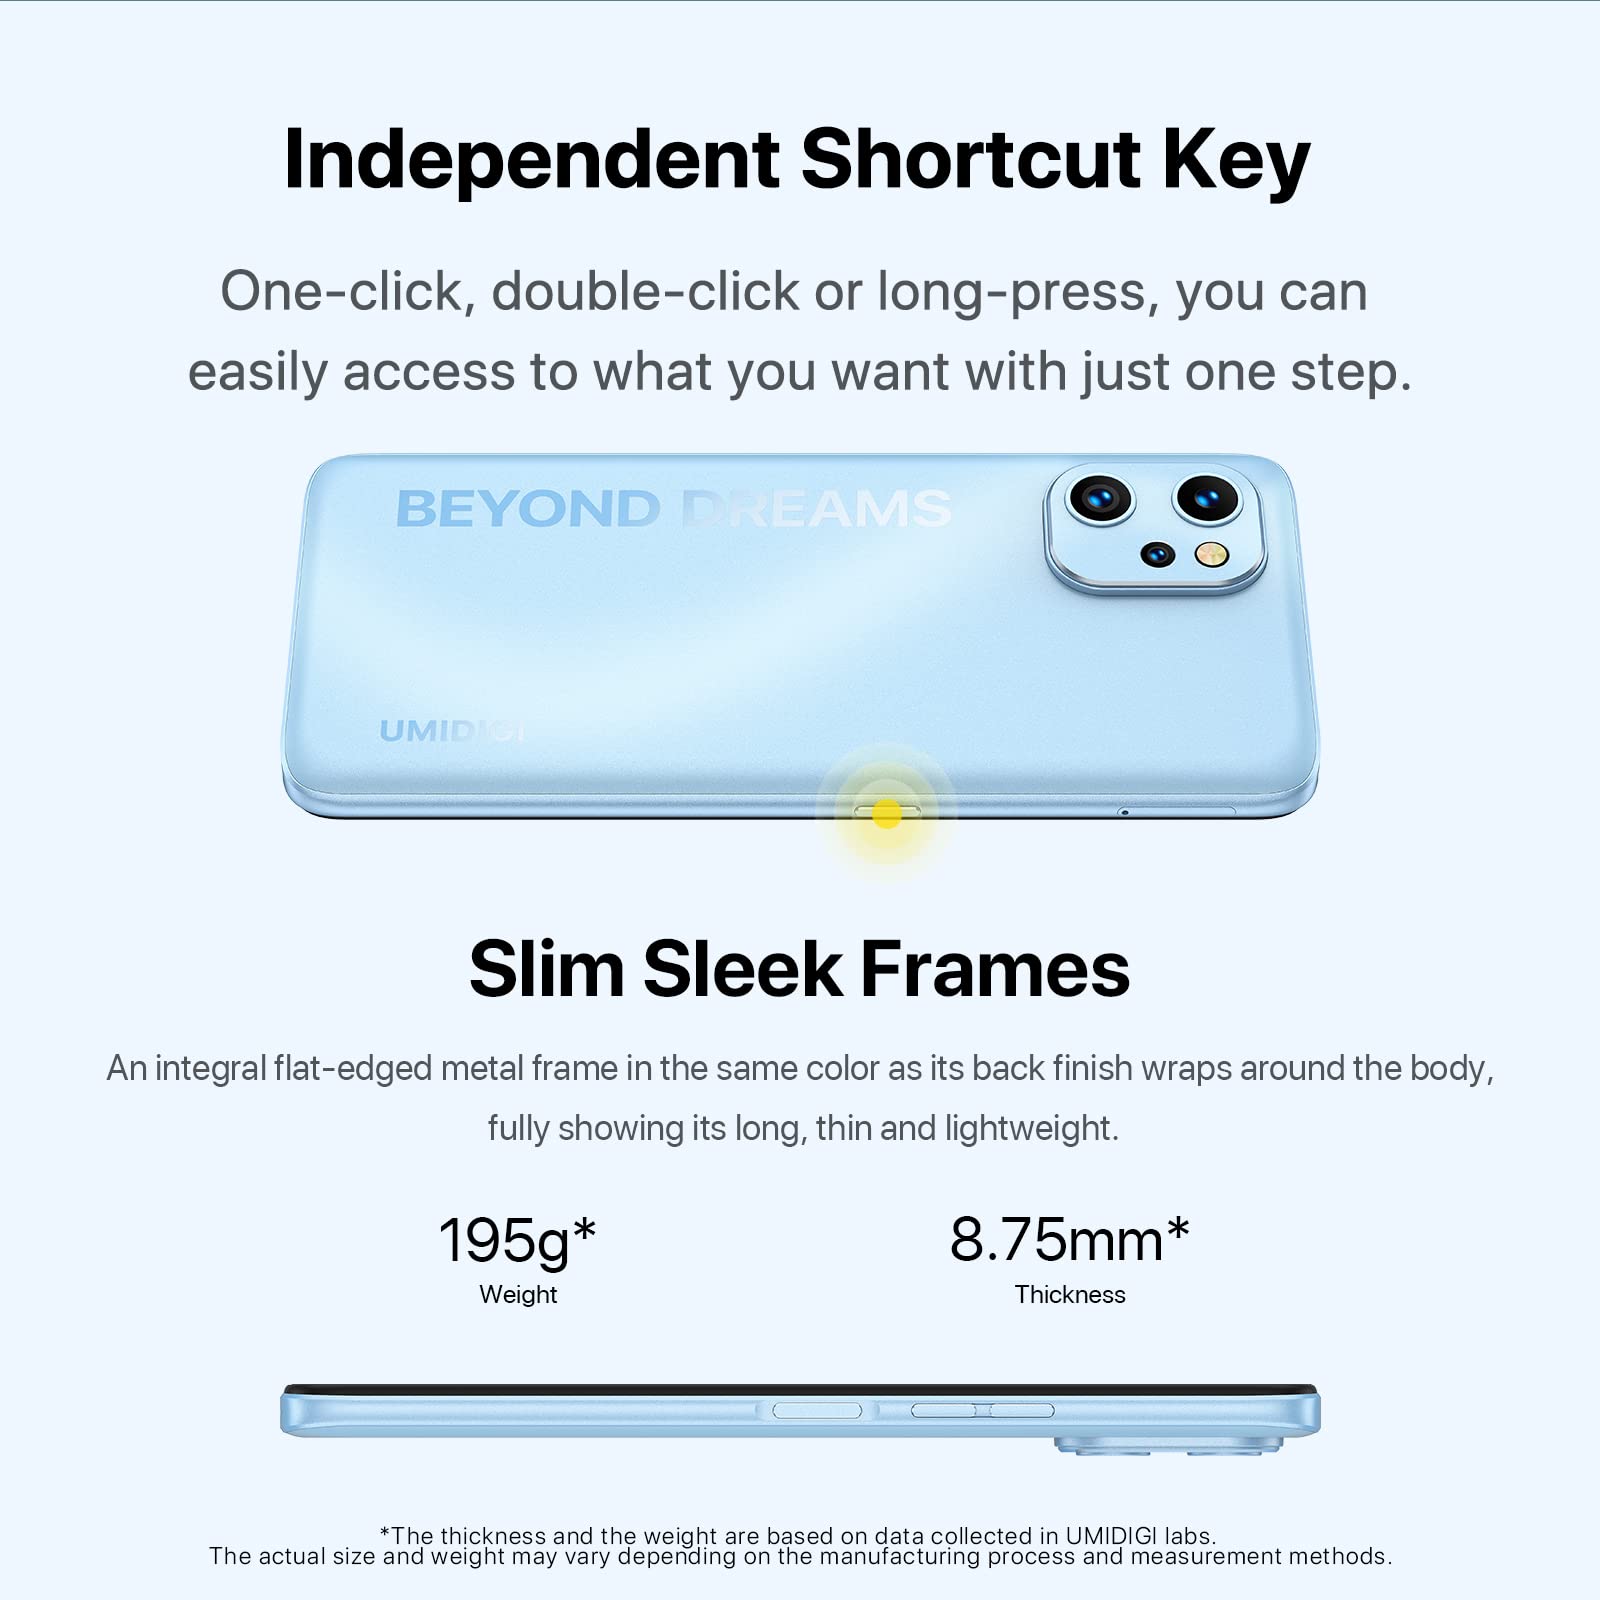 Independent Shortcut Key
One-click, double-click or long-press, you can
easily access to what you want with just one step.
BEYOND DREAMS
UMIDIGI
Slim Sleek Frames
An integral flat-edged metal frame in the same color as its back finish wraps around the body,
fully showing its long, thin and lightweight.
195g*
Weight
8.75mm*
Thickness
*The thickness and the weight are based on data collected in UMIDIGI labs.
The actual size and weight may vary depending on the manufacturing process and measurement methods.